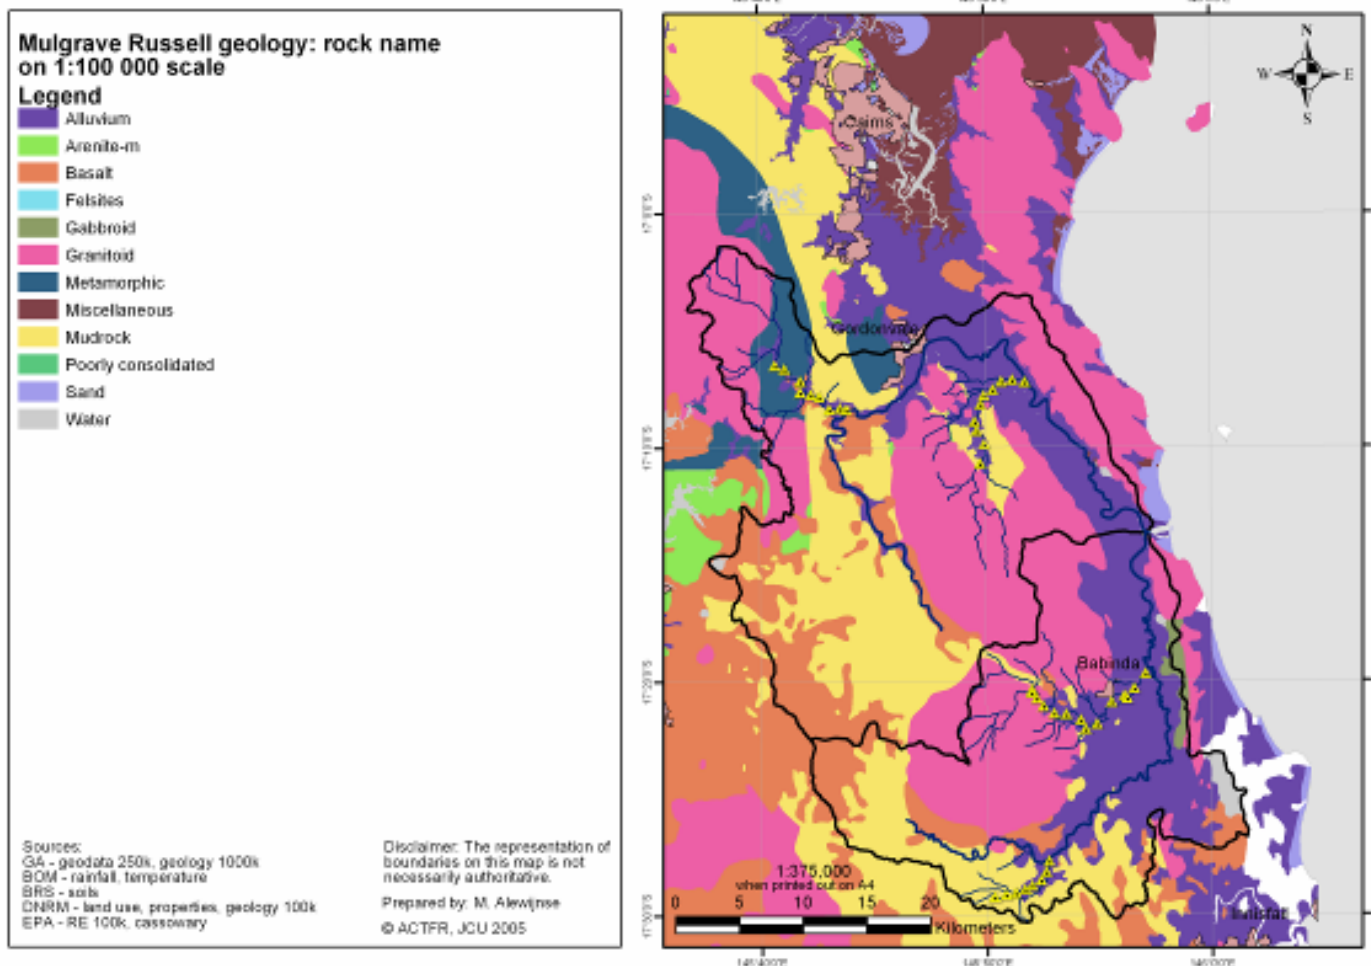 Mulgrave Russell geology: rock name
on 1:100 000 scale
Legend
Alluvium
Arenite-m
Basalt
Felsites
Gabbroid
Granitoid
Metamorphic
Miscellaneous
Mudrock
Poorly consolidated
Sand
Water
Sources:
GA - geodata 250k, geology 1000k
BOM - rainfall, temperature
BRS - soils
DNRM - land use, properties, geology 100k
EPA - RE 100k, cassowary
Disclaimer: The representation of
boundaries on this map is not
necessarily authoritative.
Prepared by: M. Alewijnse
© ACTFR, JCU 2005
N
W E
S
Cairns
Gordonvale
Babinda
Innisfail
1:375,000
when printed out on A4
0 5 10 15 20
Kilometers